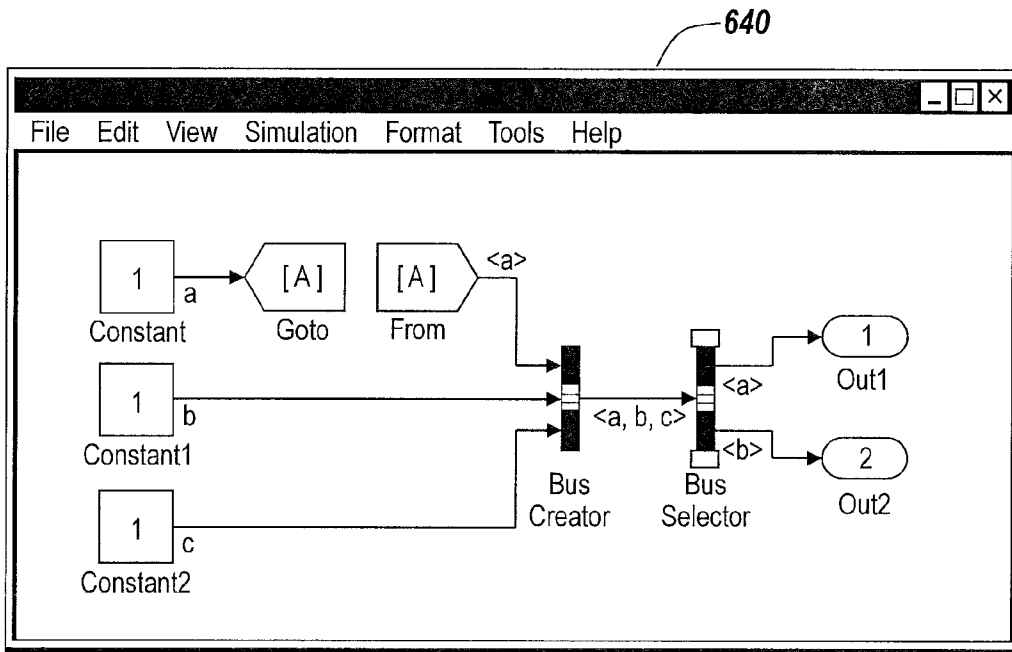 640
File Edit View Simulation Format Tools Help
1
a
Constant
[A]
Goto
[A]
From
<a>
1
b
Constant1
1
c
Constant2
Bus
Creator
<a, b, c>
Bus
Selector
<a>
<b>
1
Out1
2
Out2